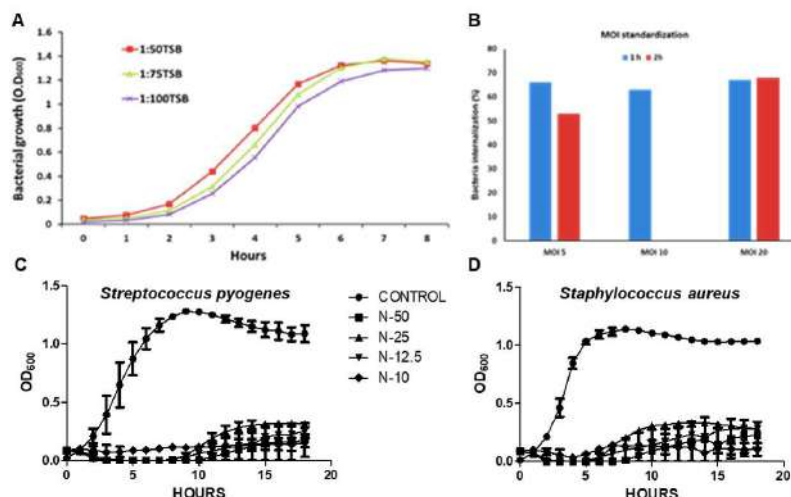 A
Bacterial growth (O.D600)
1.6
1.4
1.2
1
0.8
0.6
0.4
0.2
0
1:50TSB
1:75TSB
1:100TSB
0 1 2 3 4 5 6 7 8
Hours
B
MOI standardization
1 h 2h
Bacteria internalization (%)
80
70
60
50
40
30
20
10
0
MOI 5 MOI 10 MOI 20
C
Streptococcus pyogenes
OD600
1.5
1.0
0.5
0.0
0 5 10 15 20
HOURS
CONTROL
N-50
N-25
N-12.5
N-10
D
Staphylococcus aureus
OD600
1.5
1.0
0.5
0.0
0 5 10 15 20
HOURS